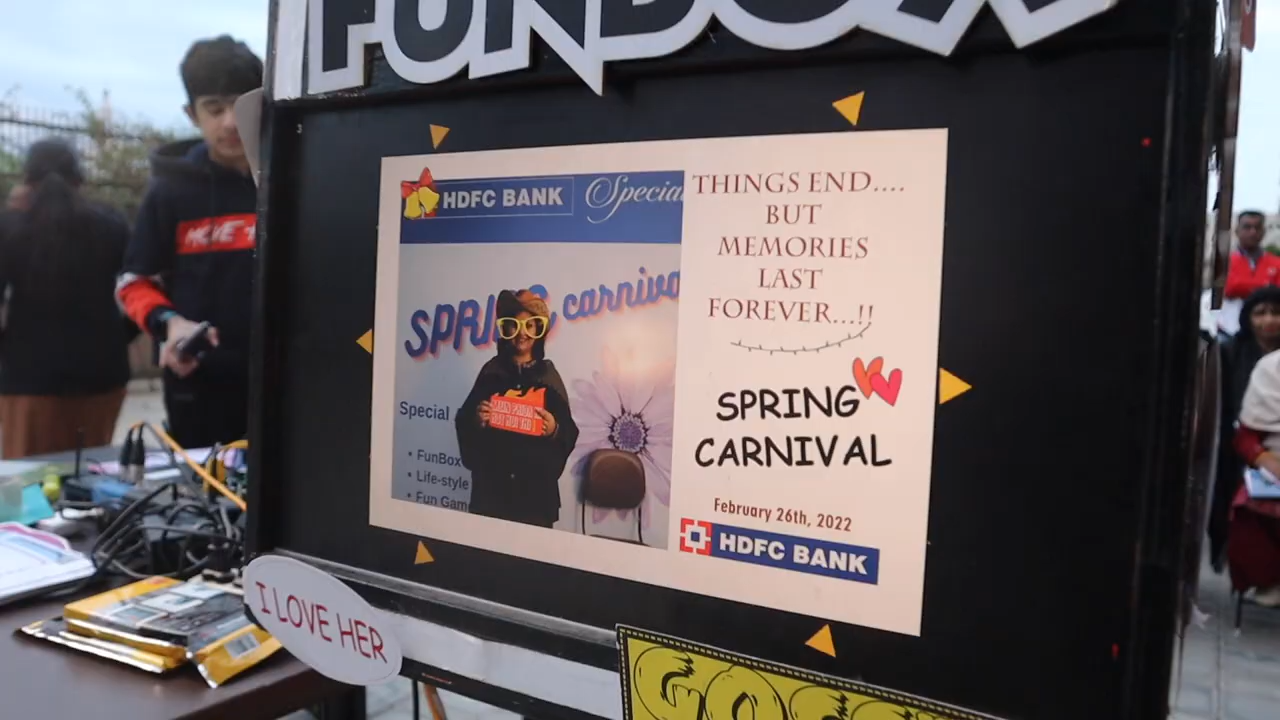 FUNBOX
HDFC BANK Special
SPRING carnival
Special
• FunBox
• Life-style
• Fun Gam
THINGS END....
BUT
MEMORIES
LAST
FOREVER...!!
SPRING
CARNIVAL
February 26th, 2022
HDFC BANK
I LOVE HER